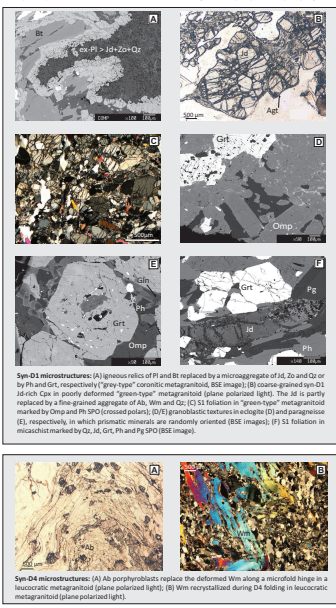 A
Bt
ex-Pl > Jd+Zo+Qz
COMP ×100 100μm
B
Jd
Agt
500 μm
C
500μm
D
Grt
Omp
100μm
E
Gln
Ph
Grt
Omp
100μm
F
Grt
Pg
Jd
Ph
100μm
Syn-D1 microstructures: (A) igneous relics of Pl and Bt replaced by a microaggregate of Jd, Zo and Qz or
by Ph and Grt, respectively ("grey-type" coronitic metagranitoid, BSE image); (B) coarse-grained syn-D1
Jd-rich Cpx in poorly deformed "green-type" metagranitoid (plane polarized light). The Jd is partly
replaced by a fine-grained aggregate of Ab, Wm and Qz; (C) S1 foliation in "green-type" metagranitoid
marked by Omp and Ph SPO (crossed polars); (D/E) granoblastic textures in eclogite (D) and paragneisse
(E), respectively, in which prismatic minerals are randomly oriented (BSE images); (F) S1 foliation in
micaschist marked by Qz, Jd, Grt, Ph and Pg SPO (BSE image).
A
Ab
B
Wm
Syn-D4 microstructures: (A) Ab porphyroblasts replace the deformed Wm along a microfold hinge in a
leucocratic metagranitoid (plane polarized light); (B) Wm recrystallized during D4 folding in leucocratic
metagranitoid (plane polarized light).